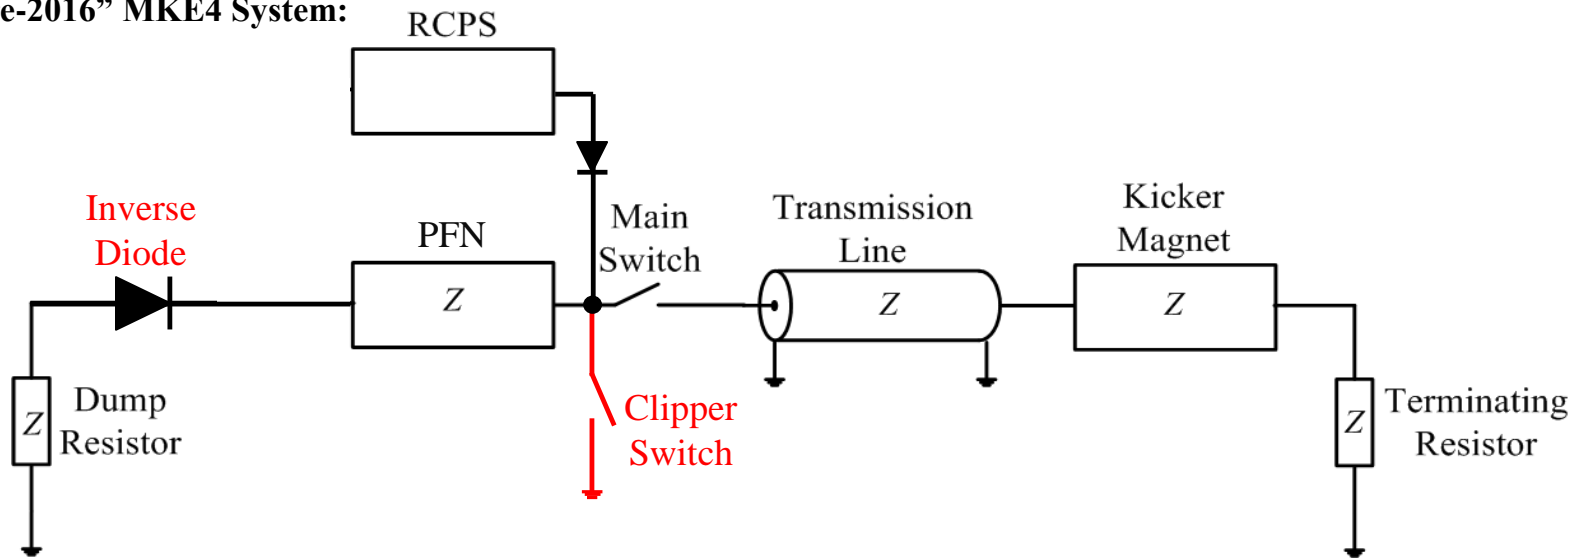 e-2016” MKE4 System:
RCPS
Inverse
Diode
PFN
Z
Main
Switch
Transmission
Line
Z
Kicker
Magnet
Z
Z
Dump
Resistor
Clipper
Switch
Z
Terminating
Resistor